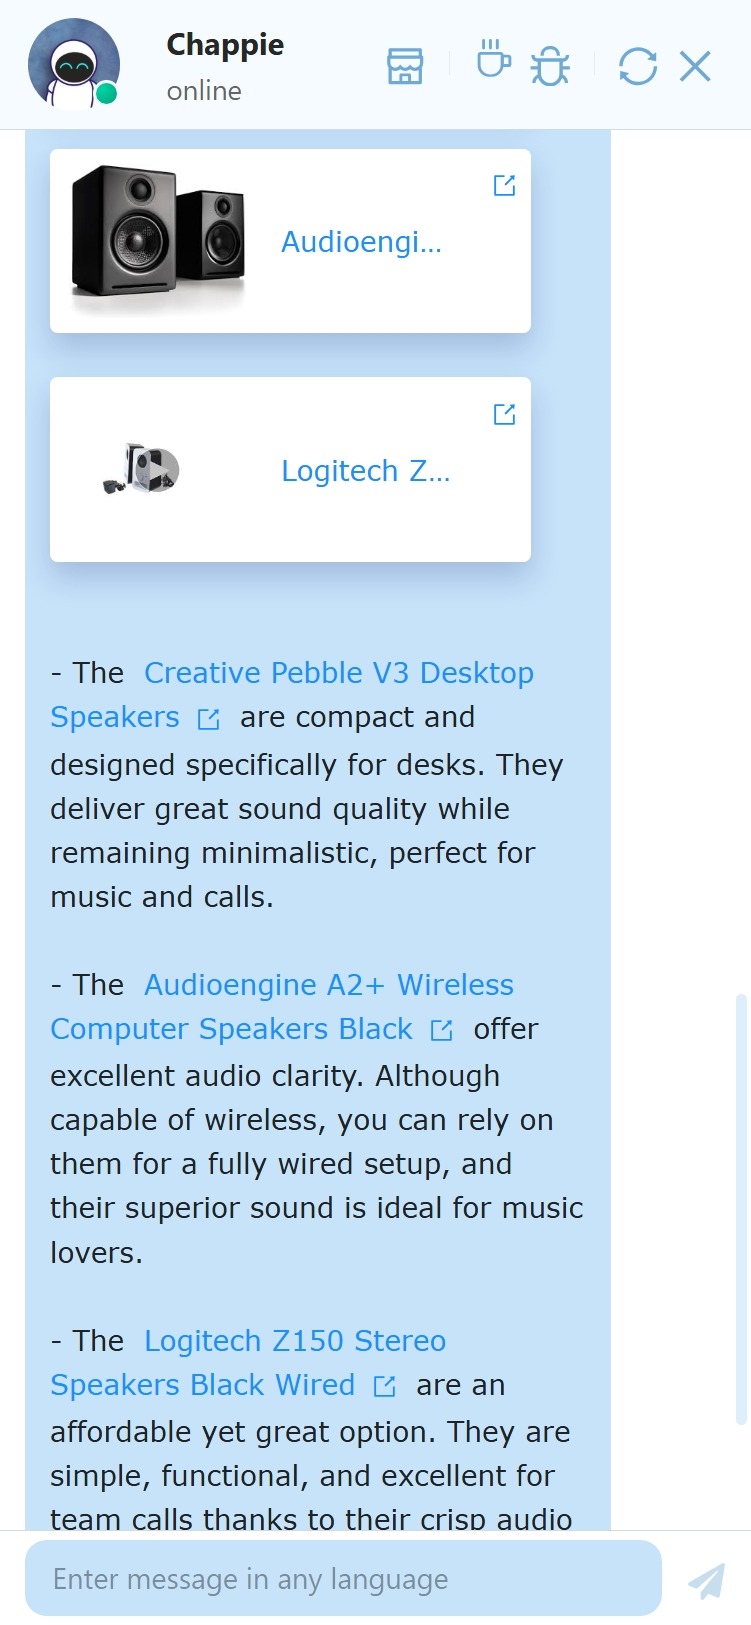 Chappie
online
Audioengi...
Logitech Z...
- The Creative Pebble V3 Desktop
Speakers are compact and
designed specifically for desks. They
deliver great sound quality while
remaining minimalistic, perfect for
music and calls.
- The Audioengine A2+ Wireless
Computer Speakers Black offer
excellent audio clarity. Although
capable of wireless, you can rely on
them for a fully wired setup, and
their superior sound is ideal for music
lovers.
- The Logitech Z150 Stereo
Speakers Black Wired are an
affordable yet great option. They are
simple, functional, and excellent for
team calls thanks to their crisp audio
Enter message in any language